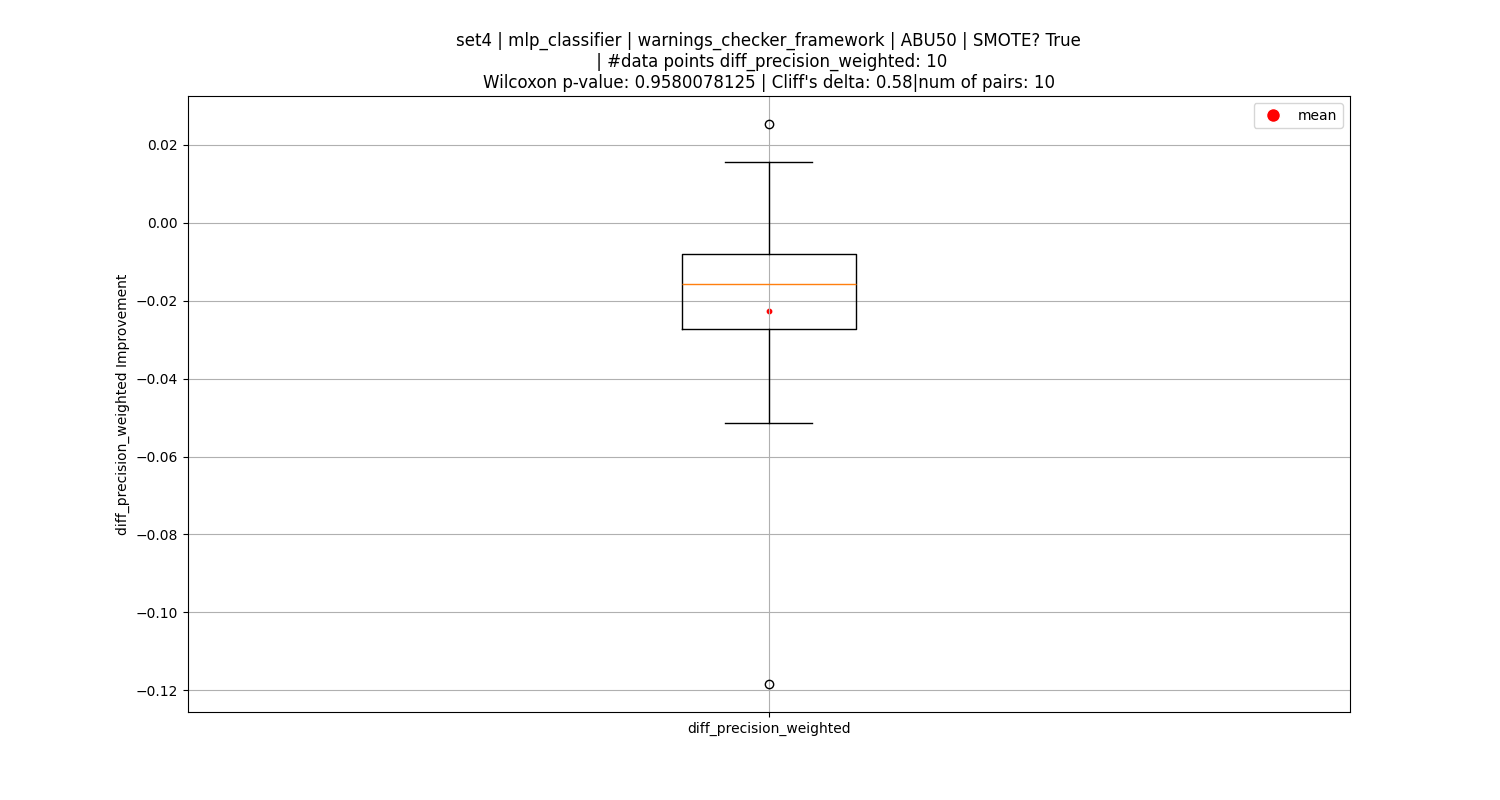 set4 | mlp_classifier | warnings_checker_framework | ABU50 | SMOTE? True
| #data points diff_precision_weighted: 10
Wilcoxon p-value: 0.9580078125 | Cliff's delta: 0.58|num of pairs: 10
mean
0.02
0.00
−0.02
−0.04
−0.06
−0.08
−0.10
−0.12
diff_precision_weighted Improvement
diff_precision_weighted